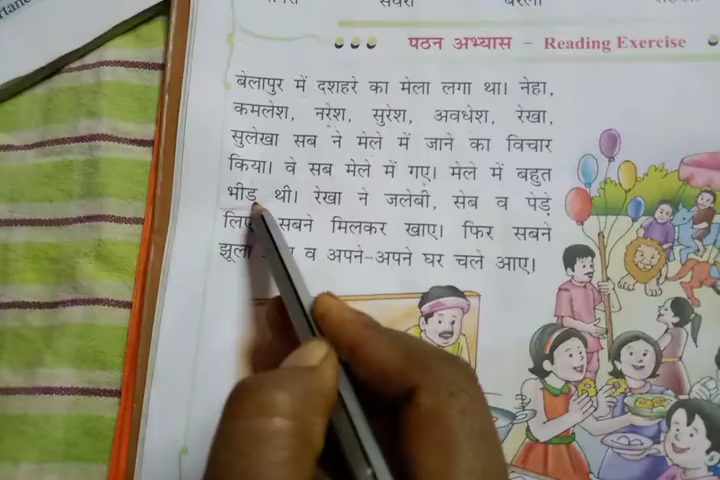 पठन अभ्यास – Reading Exercise
बेलापुर में दशहरे का मेला लगा था। नेहा,
कमलेश, नरेश, सुरेश, अवधेश, रेखा,
सुलेखा सब ने मेले में जाने का विचार
किया। वे सब मेले में गए। मेले में बहुत
भीड़ थी। रेखा ने जलेबी, सेब व पेड़े
सबने मिलकर खाए। फिर सबने
झूला व अपने-अपने घर चले आए।